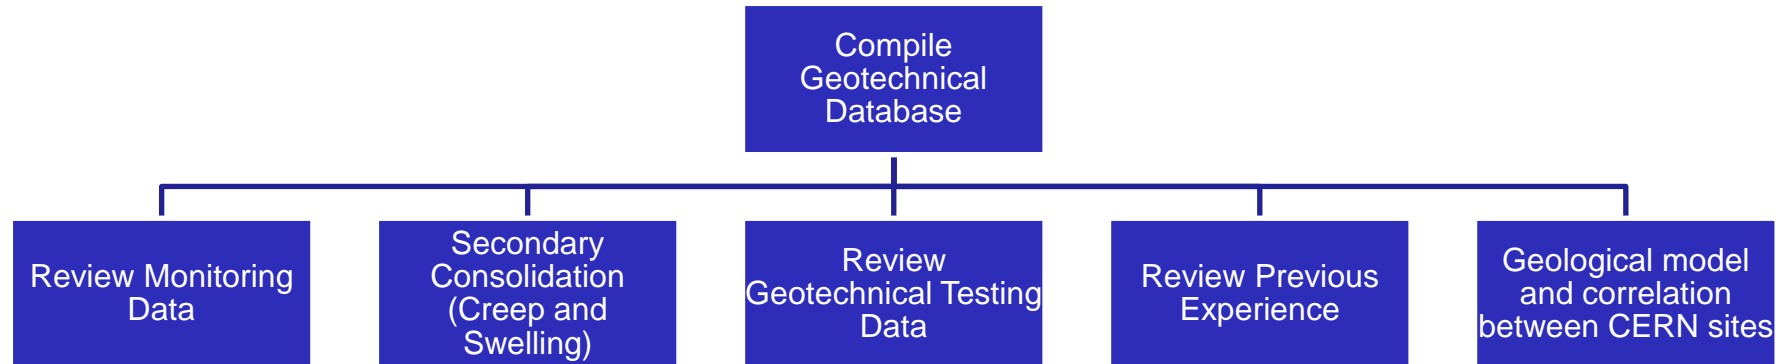 Compile
Geotechnical
Database
Review Monitoring
Data
Secondary
Consolidation
(Creep and
Swelling)
Review
Geotechnical Testing
Data
Review Previous
Experience
Geological model
and correlation
between CERN sites